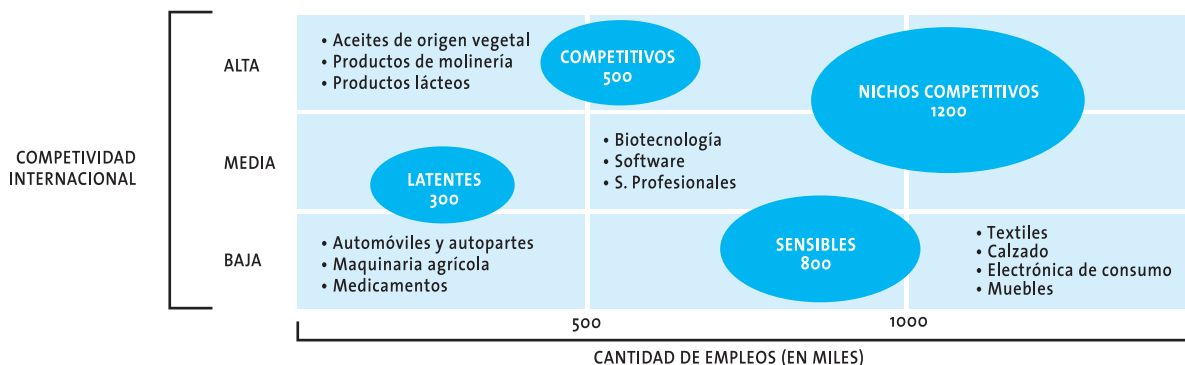 COMPETIVIDAD
INTERNACIONAL
ALTA
• Aceites de origen vegetal
• Productos de molinería
• Productos lácteos
COMPETITIVOS
500
NICHOS COMPETITIVOS
1200
MEDIA
LATENTES
300
• Biotecnología
• Software
• S. Profesionales
BAJA
• Automóviles y autopartes
• Maquinaria agrícola
• Medicamentos
SENSIBLES
800
• Textiles
• Calzado
• Electrónica de consumo
• Muebles
500
1000
CANTIDAD DE EMPLEOS (EN MILES)